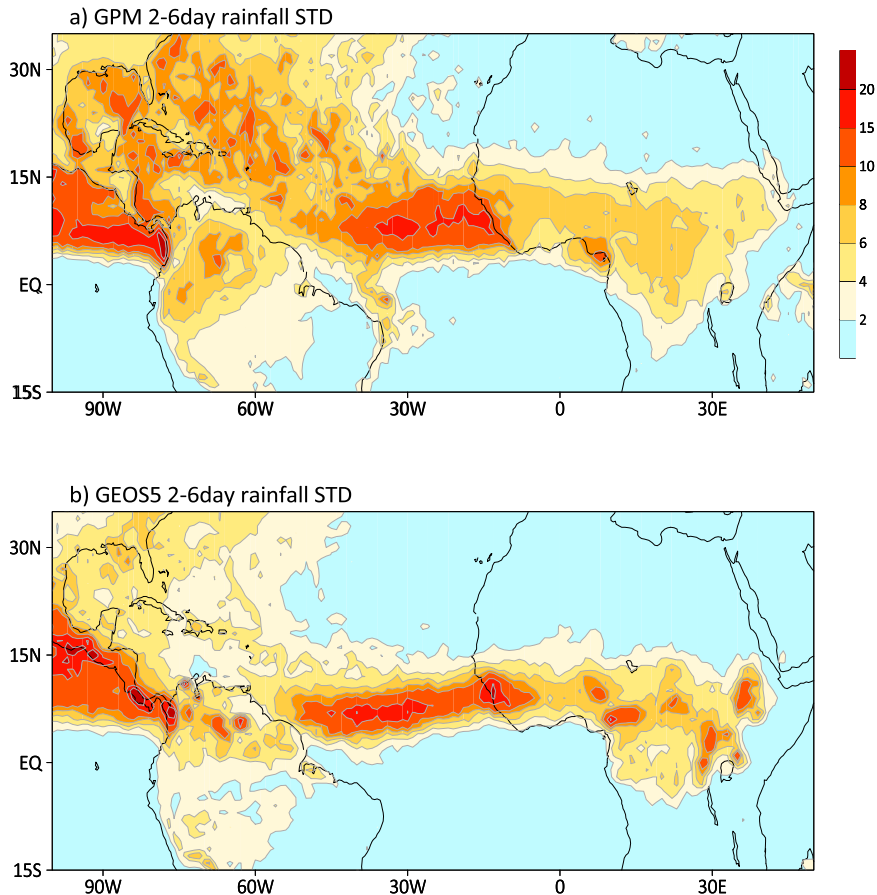 a) GPM 2-6day rainfall STD
30N
15N
EQ
15S
90W
60W
30W
0
30E
20
15
10
8
6
4
2
b) GEOS5 2-6day rainfall STD
30N
15N
EQ
15S
90W
60W
30W
0
30E